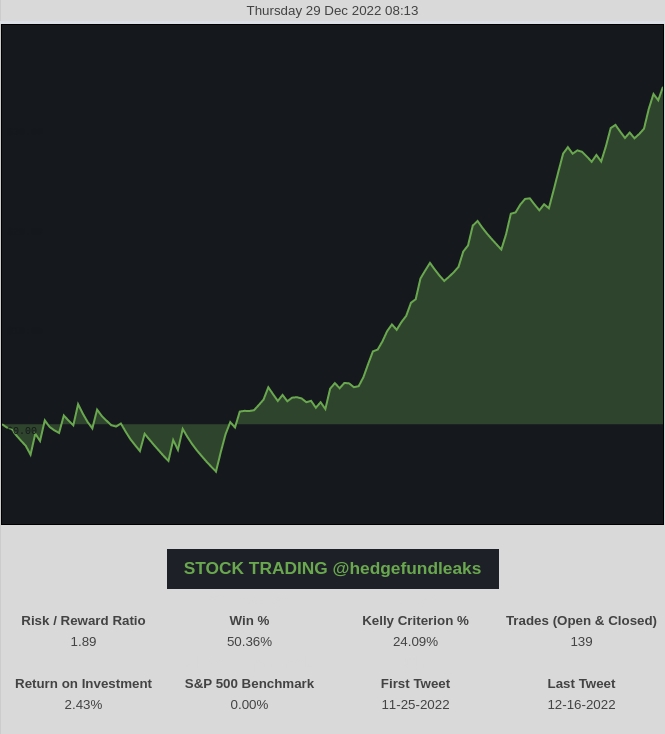 Thursday 29 Dec 2022 08:13
STOCK TRADING @hedgefundleaks
Risk / Reward Ratio Win % Kelly Criterion % Trades (Open & Closed)
1.89 50.36% 24.09% 139
Return on Investment S&P 500 Benchmark First Tweet Last Tweet
2.43% 0.00% 11-25-2022 12-16-2022